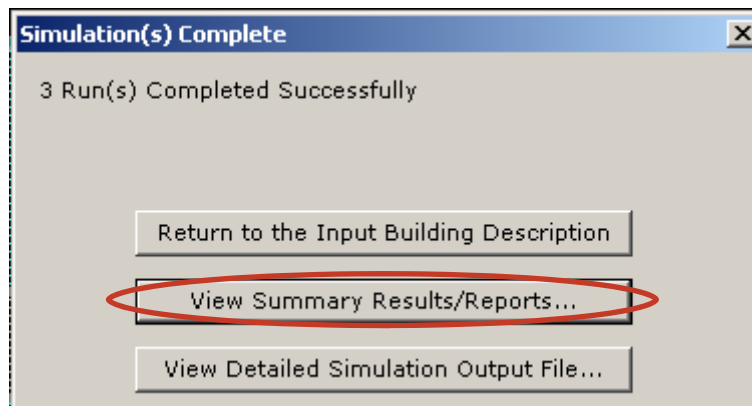 Simulation(s) Complete
3 Run(s) Completed Successfully
Return to the Input Building Description
View Summary Results/Reports...
View Detailed Simulation Output File...